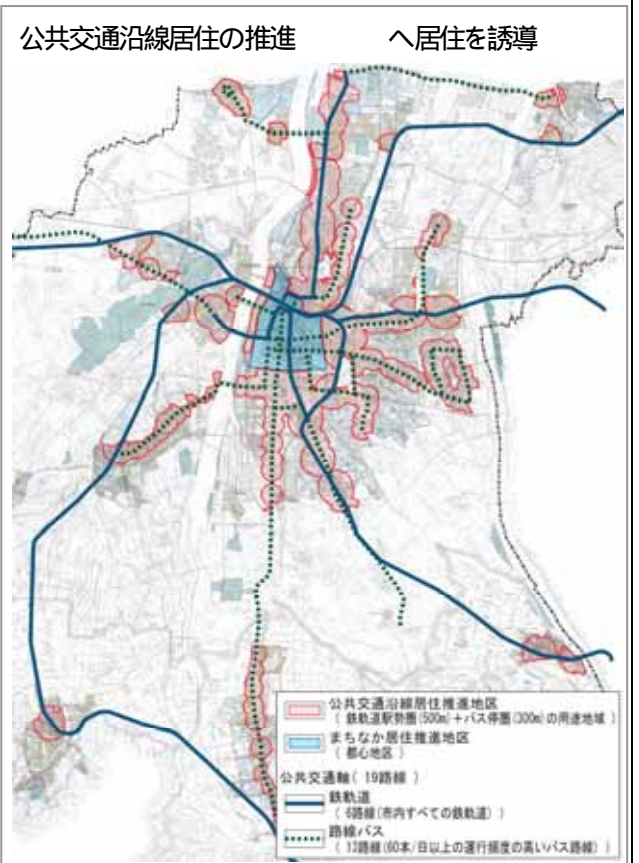 公共交通沿線居住の推進　　へ居住を誘導
公共交通沿線居住推進地区
( 鉄軌道駅勢圏(500m)＋バス停圏(300m)の用途地域 )
まちなか居住推進地区
( 都心地区 )
公共交通軸( 19路線 )
鉄軌道
( 6路線(市内すべての鉄軌道) )
路線バス
( 13路線(60本/日以上の運行頻度の高いバス路線) )